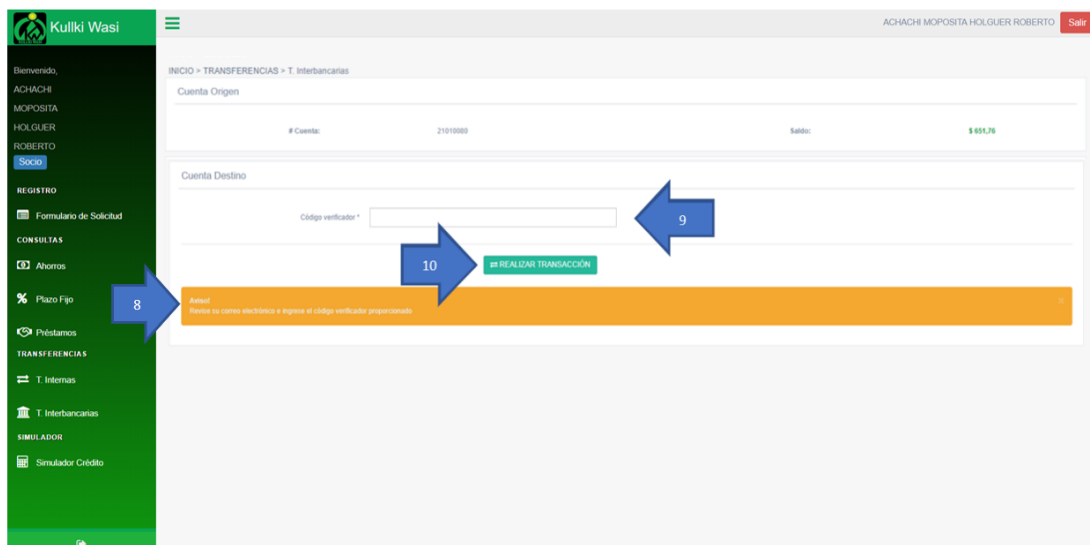 Kullki Wasi
ACHACHI MOPOSITA HOLGUER ROBERTO
Salir
Bienvenido,
ACHACHI
MOPOSITA
HOLGUER
ROBERTO
Socio
REGISTRO
Formulario de Solicitud
CONSULTAS
Ahorros
Plazo Fijo
Préstamos
TRANSFERENCIAS
T. Internas
T. Interbancarias
SIMULADOR
Simulador Crédito
INICIO > TRANSFERENCIAS > T. Interbancarias
Cuenta Origen
# Cuenta: 21010080 Saldo: $ 651,76
Cuenta Destino
Código verificador *
9
10
REALIZAR TRANSACCIÓN
8
Aviso!
Revise su correo electrónico e ingrese el código verificador proporcionado